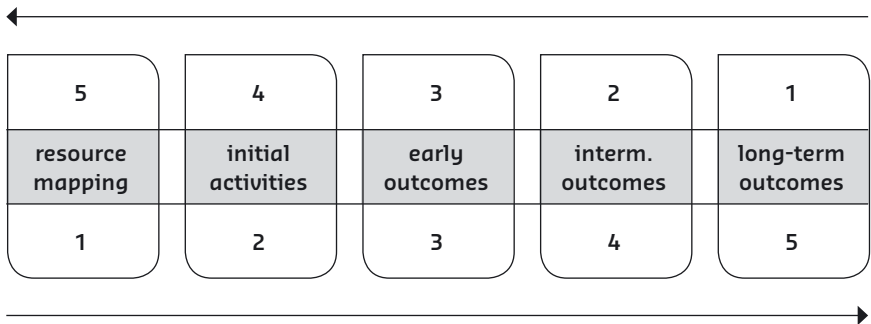 5 4 3 2 1
resource initial early interm. long-term
mapping activities outcomes outcomes outcomes
1 2 3 4 5